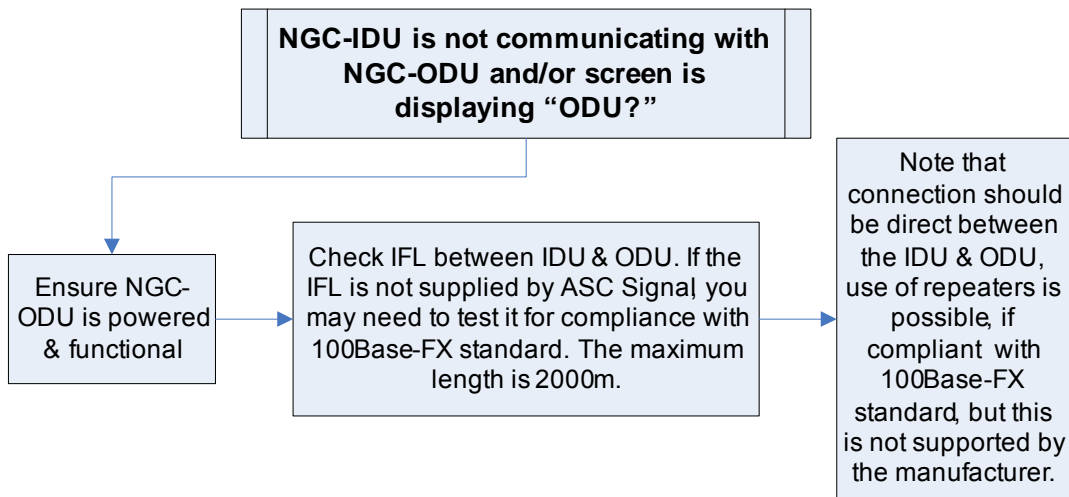 NGC-IDU is not communicating with
NGC-ODU and/or screen is
displaying “ODU?”
Ensure NGC-
ODU is powered
& functional
Check IFL between IDU & ODU. If the
IFL is not supplied by ASC Signal, you
may need to test it for compliance with
100Base-FX standard. The maximum
length is 2000m.
Note that
connection should
be direct between
the IDU & ODU,
use of repeaters is
possible, if
compliant with
100Base-FX
standard, but this
is not supported by
the manufacturer.